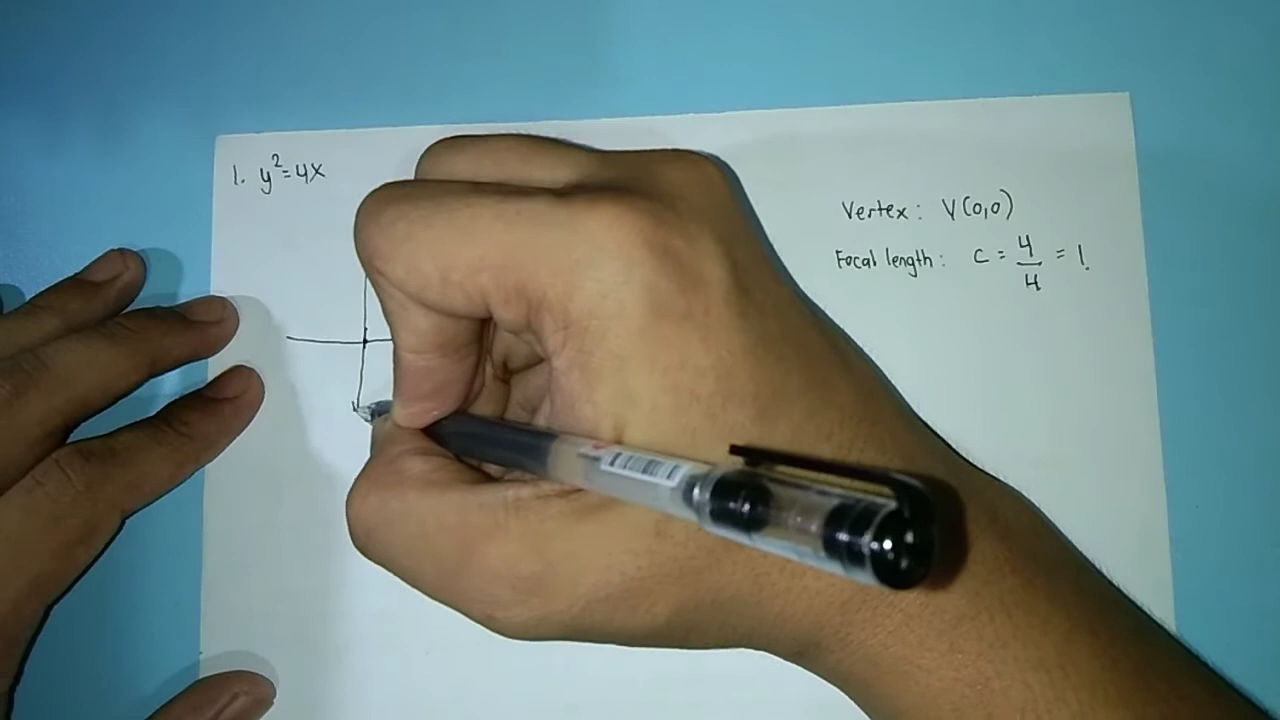 1. y²=4x
Vertex: V(0,0)
Focal length: c = 4/4 = 1.